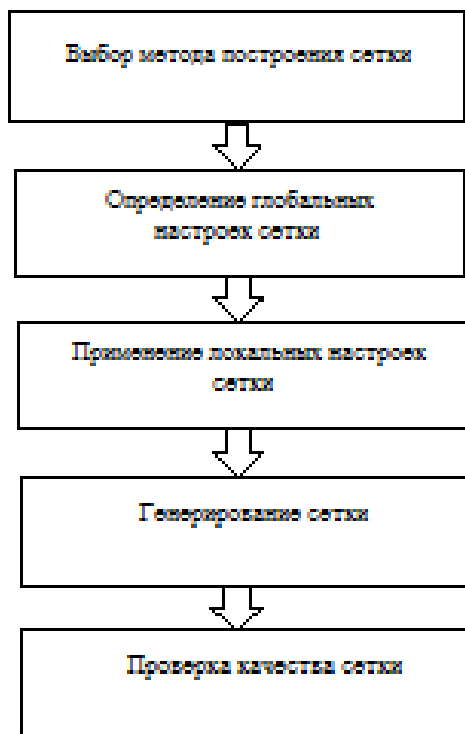 Выбор метода построения сетки
Определение глобальных
настроек сетки
Применение локальных настроек
сетки
Генерирование сетки
Проверка качества сетки